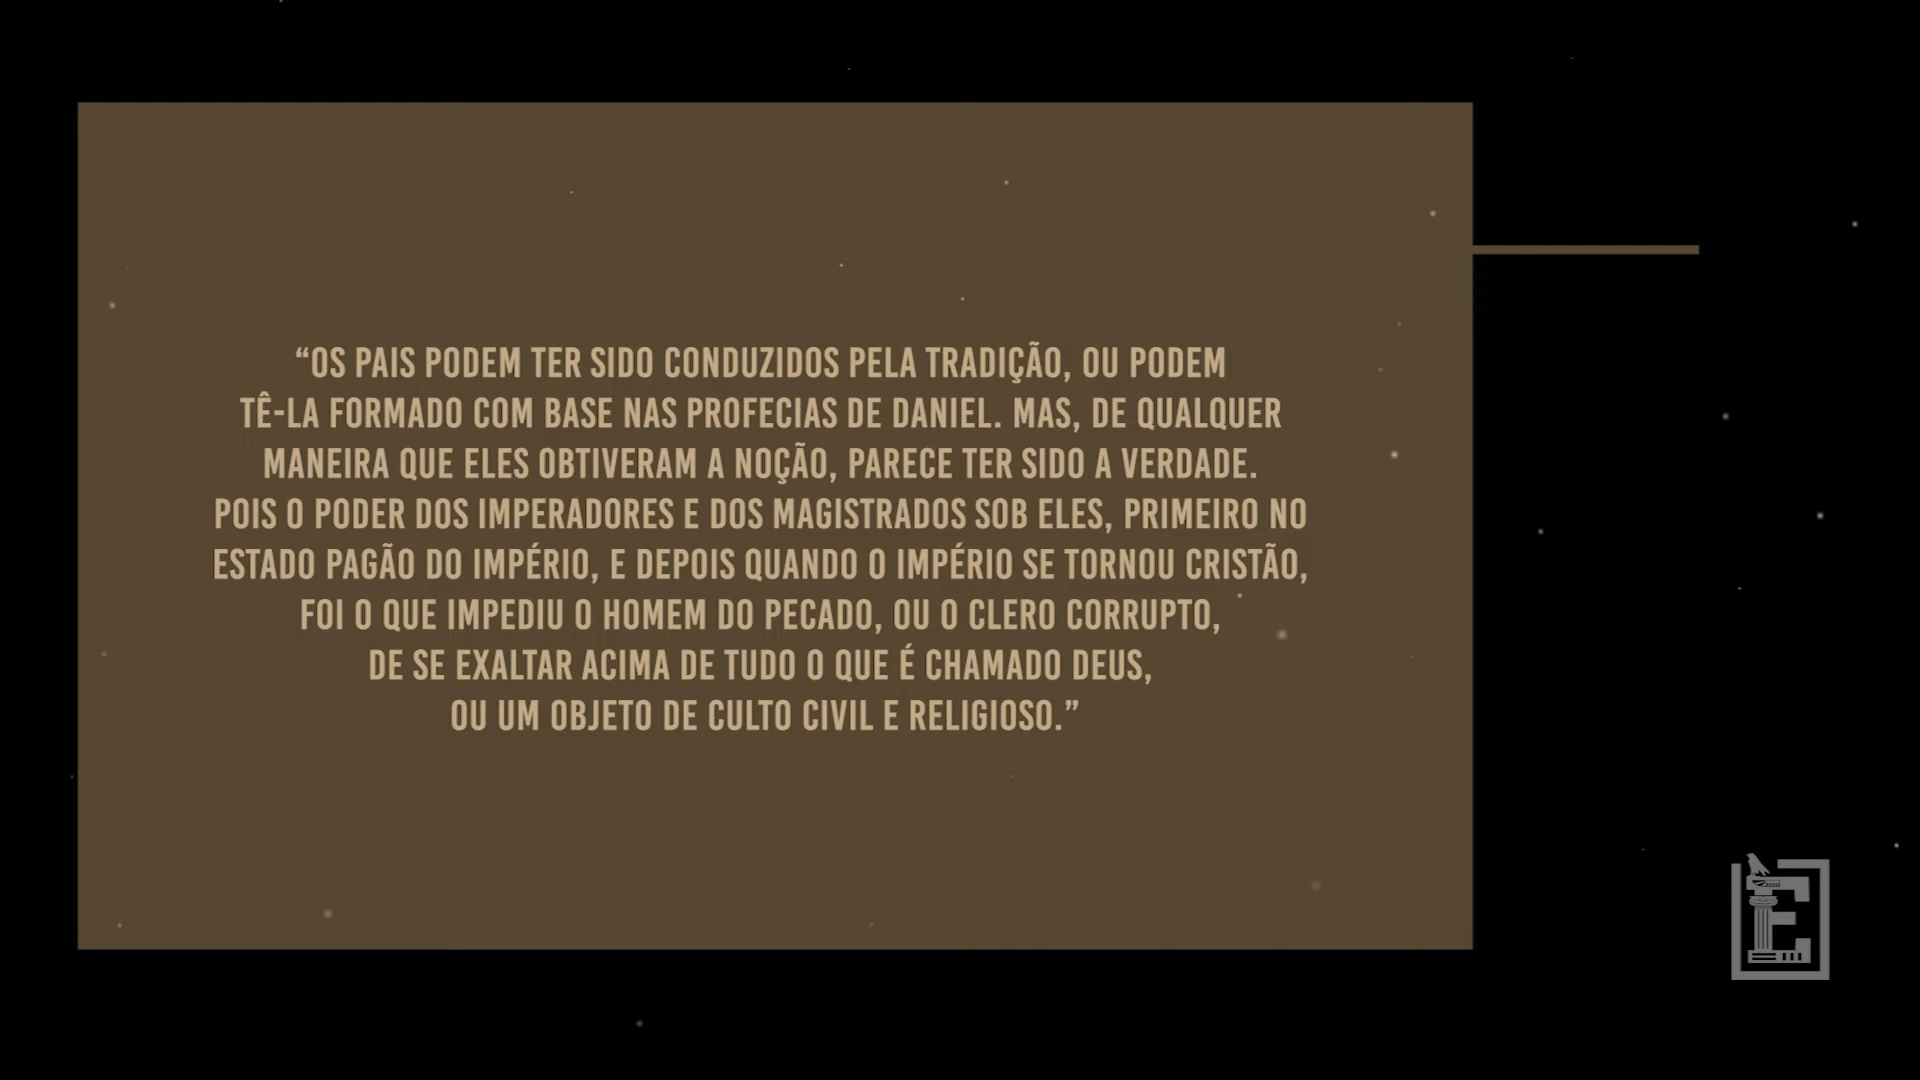 “OS PAIS PODEM TER SIDO CONDUZIDOS PELA TRADIÇÃO, OU PODEM
TÊ-LA FORMADO COM BASE NAS PROFECIAS DE DANIEL. MAS, DE QUALQUER
MANEIRA QUE ELES OBTIVERAM A NOÇÃO, PARECE TER SIDO A VERDADE.
POIS O PODER DOS IMPERADORES E DOS MAGISTRADOS SOB ELES, PRIMEIRO NO
ESTADO PAGÃO DO IMPÉRIO, E DEPOIS QUANDO O IMPÉRIO SE TORNOU CRISTÃO,
FOI O QUE IMPEDIU O HOMEM DO PECADO, OU O CLERO CORRUPTO,
DE SE EXALTAR ACIMA DE TUDO O QUE É CHAMADO DEUS,
OU UM OBJETO DE CULTO CIVIL E RELIGIOSO.”
E